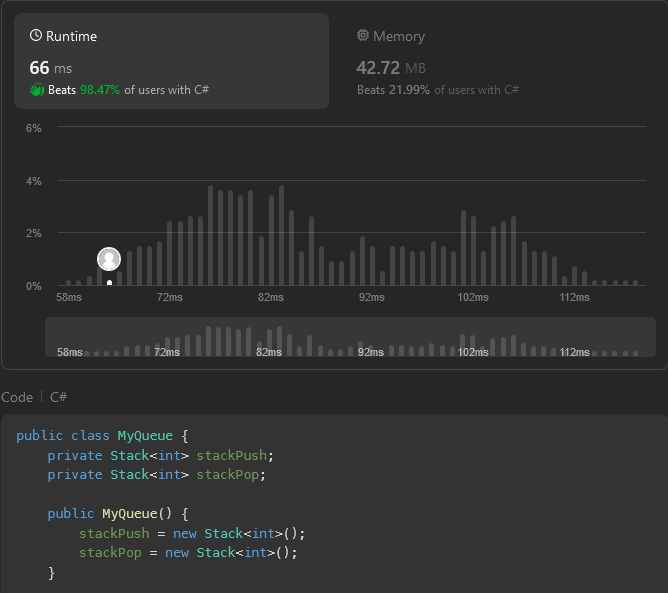 Runtime
Memory
66 ms
42.72 MB
Beats 98.47% of users with C#
Beats 21.99% of users with C#
6%
4%
2%
0%
58ms 72ms 82ms 92ms 102ms 112ms
58ms 72ms 82ms 92ms 102ms 112ms
Code | C#
public class MyQueue {
    private Stack<int> stackPush;
    private Stack<int> stackPop;

    public MyQueue() {
        stackPush = new Stack<int>();
        stackPop = new Stack<int>();
    }